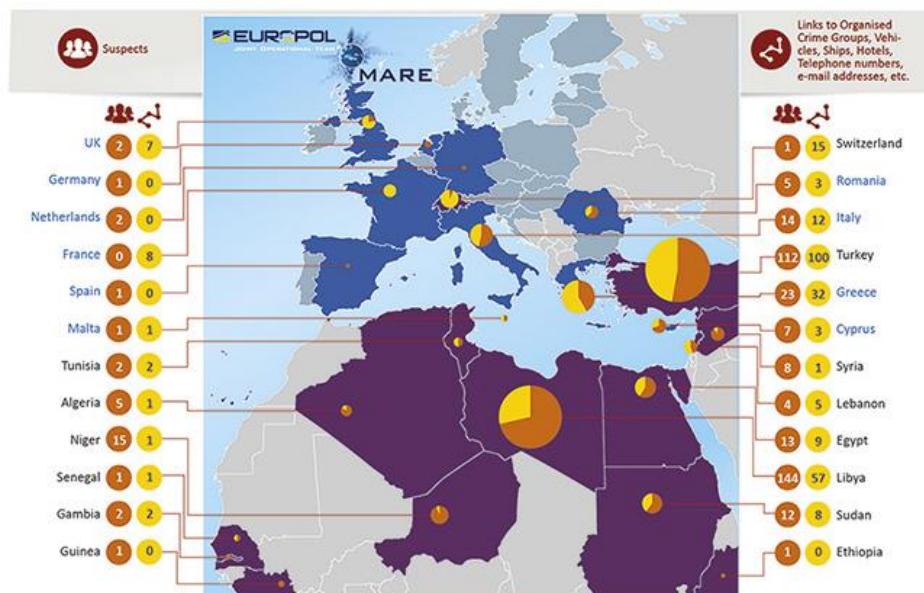 Suspects
EUROPOL
JOINT OPERATIONAL TEAM
MARE
Links to Organised
Crime Groups, Vehi-
cles, Ships, Hotels,
Telephone numbers,
e-mail addresses, etc.
UK 2 7
Germany 1 0
Netherlands 2 0
France 0 8
Spain 1 0
Malta 1 1
Tunisia 2 2
Algeria 5 1
Niger 15 1
Senegal 1 1
Gambia 2 2
Guinea 1 0
1 15 Switzerland
5 3 Romania
14 12 Italy
112 100 Turkey
23 32 Greece
7 3 Cyprus
8 1 Syria
4 5 Lebanon
13 9 Egypt
144 57 Libya
12 8 Sudan
1 0 Ethiopia